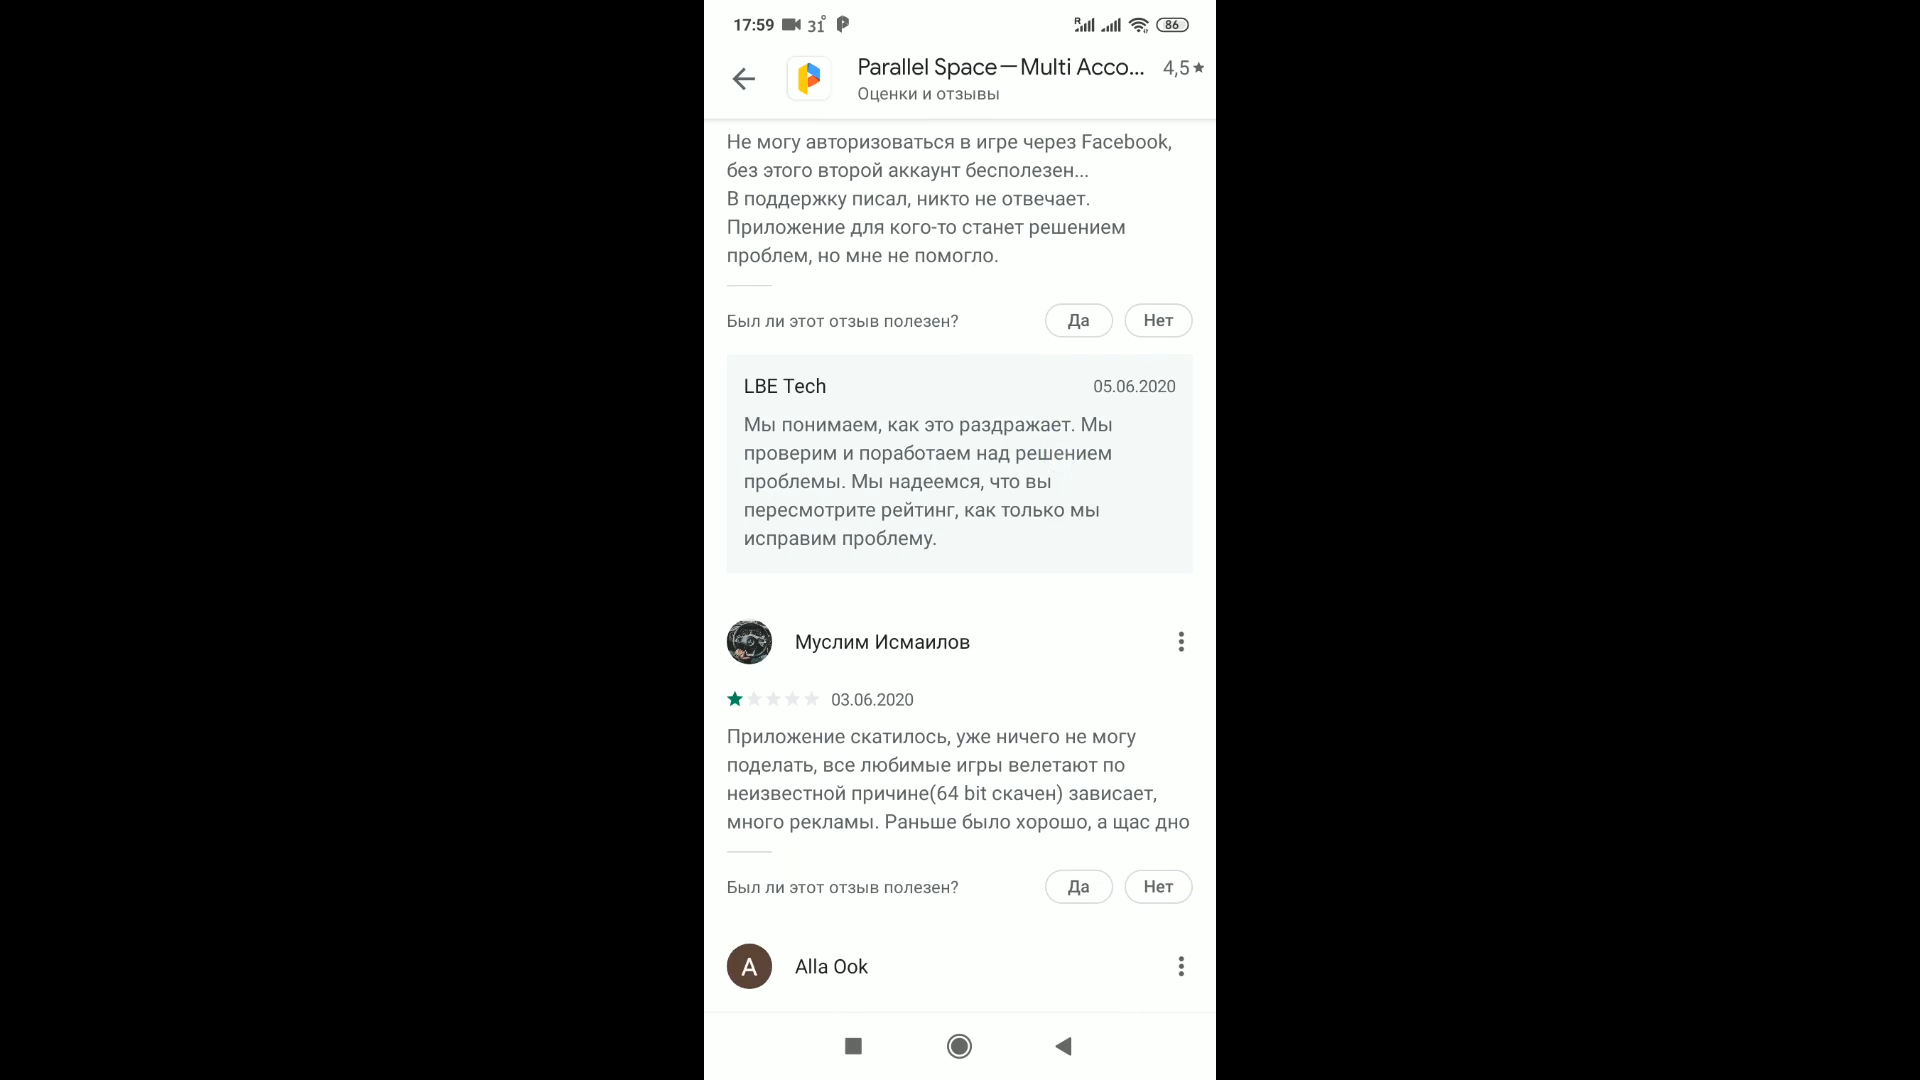 17:59 31° 86
Parallel Space—Multi Acco... 4,5★
Оценки и отзывы
Не могу авторизоваться в игре через Facebook,
без этого второй аккаунт бесполезен...
В поддержку писал, никто не отвечает.
Приложение для кого-то станет решением
проблем, но мне не помогло.
Был ли этот отзыв полезен? Да Нет
LBE Tech 05.06.2020
Мы понимаем, как это раздражает. Мы
проверим и поработаем над решением
проблемы. Мы надеемся, что вы
пересмотрите рейтинг, как только мы
исправим проблему.
Муслим Исмаилов
03.06.2020
Приложение скатилось, уже ничего не могу
поделать, все любимые игры велетают по
неизвестной причине(64 bit скачен) зависает,
много рекламы. Раньше было хорошо, а щас дно
Был ли этот отзыв полезен? Да Нет
A Alla Ook